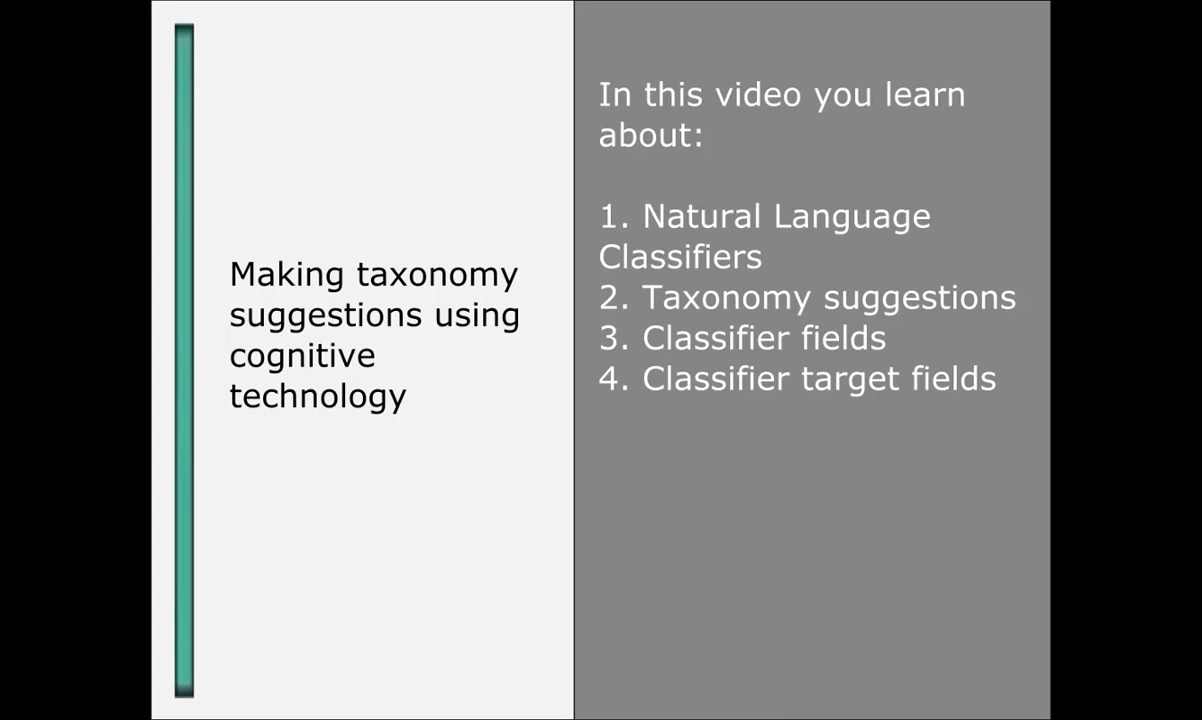 Making taxonomy
suggestions using
cognitive
technology
In this video you learn
about:
1. Natural Language
Classifiers
2. Taxonomy suggestions
3. Classifier fields
4. Classifier target fields